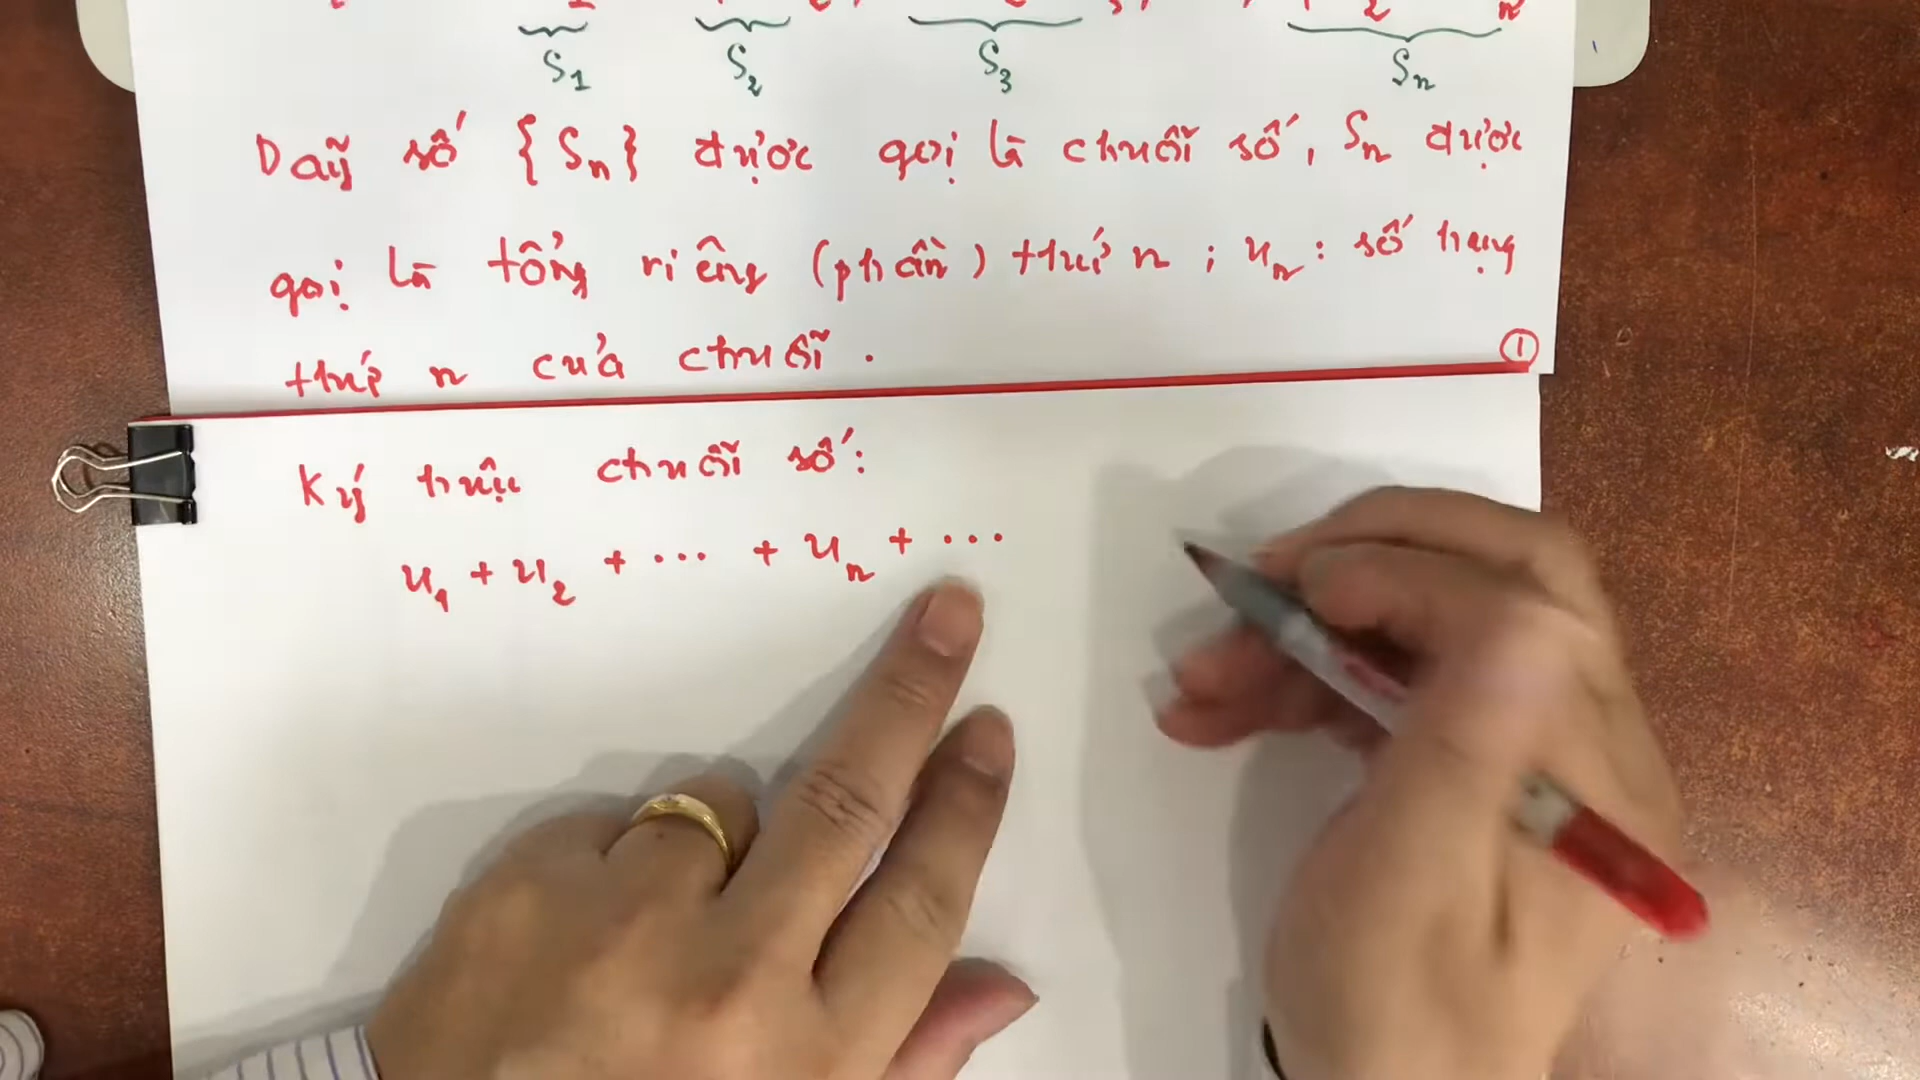 S₁ S₂ S₃ Sₙ
Dãy số {Sₙ} được gọi là chuỗi số, Sₙ được
gọi là tổng riêng (phần) thứ n ; uₙ : số hạng
thứ n của chuỗi .
①
Ký hiệu chuỗi số:
u₁ + u₂ + ... + uₙ + ...